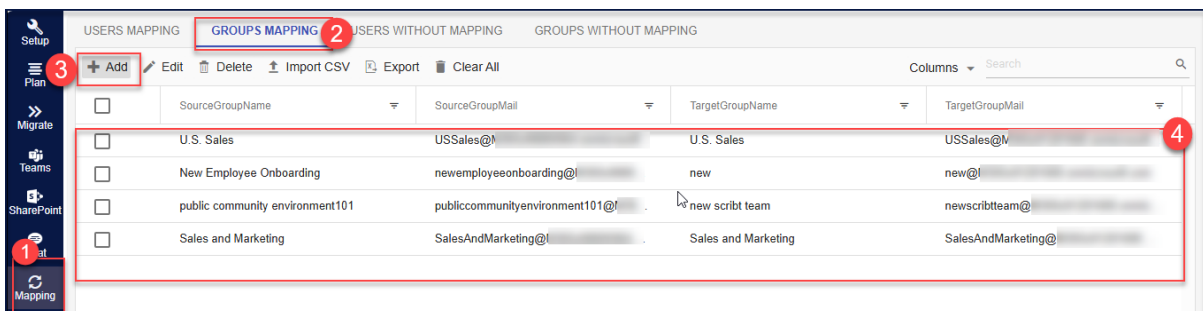 Setup
Plan
Migrate
Teams
SharePoint
Mapping
1
2
3
4
USERS MAPPING GROUPS MAPPING USERS WITHOUT MAPPING GROUPS WITHOUT MAPPING
Add Edit Delete Import CSV Export Clear All Columns Search
SourceGroupName SourceGroupMail TargetGroupName TargetGroupMail
U.S. Sales USSales@ U.S. Sales USSales@
New Employee Onboarding newemployeeonboarding@ new new@
public community environment101 publiccommunityenvironment101@ new scribt team newscribtteam@
Sales and Marketing SalesAndMarketing@ Sales and Marketing SalesAndMarketing@